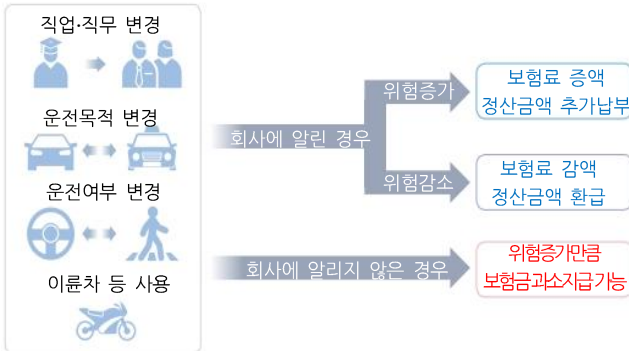 직업·직무 변경
운전목적 변경
운전여부 변경
이륜차 등 사용
회사에 알린 경우
위험증가
보험료 증액
정산금액 추가납부
위험감소
보험료 감액
정산금액 환급
회사에 알리지 않은 경우
위험증가만큼
보험금 과소지급 가능